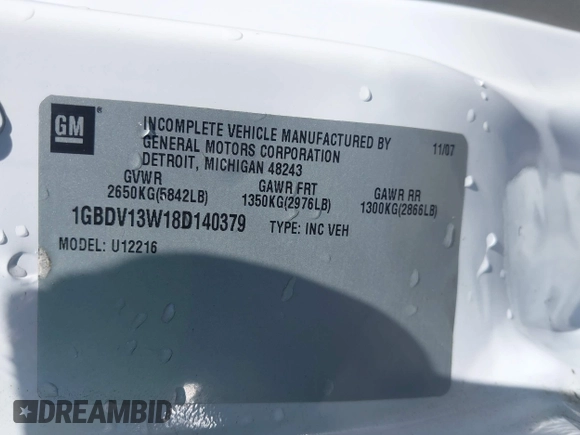 GM ®
INCOMPLETE VEHICLE MANUFACTURED BY
GENERAL MOTORS CORPORATION
DETROIT, MICHIGAN 48243
11/07
GVWR
2650KG(5842LB)
GAWR FRT
1350KG(2976LB)
GAWR RR
1300KG(2866LB)
1GBDV13W18D140379
TYPE: INC VEH
MODEL: U12216
DREAMBID